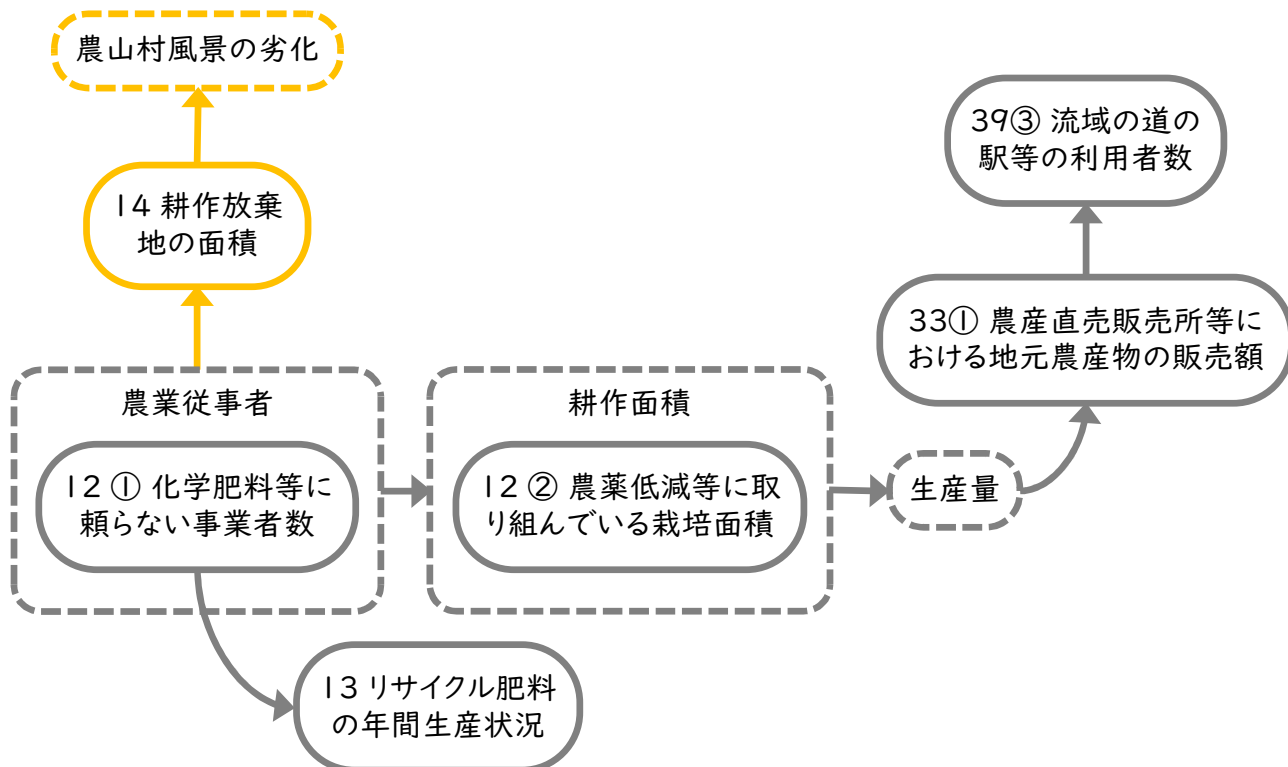 農山村風景の劣化
14 耕作放棄
地の面積
39③ 流域の道の
駅等の利用者数
33① 農産直売販売所等に
おける地元農産物の販売額
農業従事者
12 ① 化学肥料等に
頼らない事業者数
耕作面積
12 ② 農薬低減等に取
り組んでいる栽培面積
生産量
13 リサイクル肥料
の年間生産状況